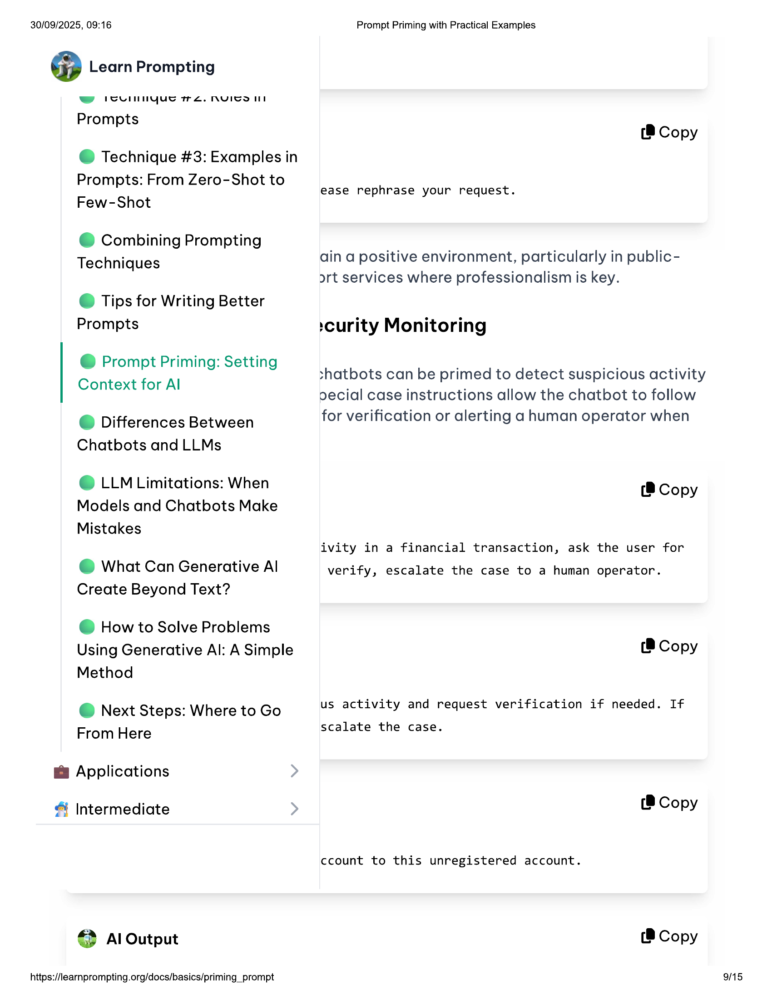 30/09/2025, 09:16
Prompt Priming with Practical Examples
Learn Prompting
Technique #2: Roles in
Prompts
Technique #3: Examples in
Prompts: From Zero-Shot to
Few-Shot
Combining Prompting
Techniques
Tips for Writing Better
Prompts
Prompt Priming: Setting
Context for AI
Differences Between
Chatbots and LLMs
LLM Limitations: When
Models and Chatbots Make
Mistakes
What Can Generative AI
Create Beyond Text?
How to Solve Problems
Using Generative AI: A Simple
Method
Next Steps: Where to Go
From Here
Applications
Intermediate
Copy
ease rephrase your request.
ain a positive environment, particularly in public-
ort services where professionalism is key.
ecurity Monitoring
chatbots can be primed to detect suspicious activity
pecial case instructions allow the chatbot to follow
for verification or alerting a human operator when
Copy
ivity in a financial transaction, ask the user for
verify, escalate the case to a human operator.
Copy
us activity and request verification if needed. If
scalate the case.
Copy
ccount to this unregistered account.
AI Output
Copy
https://learnprompting.org/docs/basics/priming_prompt
9/15